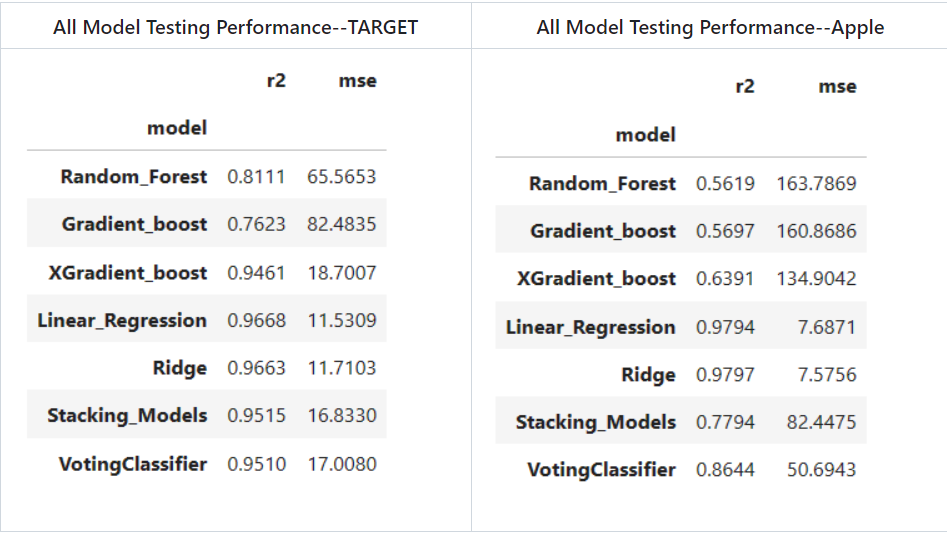 All Model Testing Performance--TARGET
r2 mse
model
Random_Forest 0.8111 65.5653
Gradient_boost 0.7623 82.4835
XGradient_boost 0.9461 18.7007
Linear_Regression 0.9668 11.5309
Ridge 0.9663 11.7103
Stacking_Models 0.9515 16.8330
VotingClassifier 0.9510 17.0080
All Model Testing Performance--Apple
r2 mse
model
Random_Forest 0.5619 163.7869
Gradient_boost 0.5697 160.8686
XGradient_boost 0.6391 134.9042
Linear_Regression 0.9794 7.6871
Ridge 0.9797 7.5756
Stacking_Models 0.7794 82.4475
VotingClassifier 0.8644 50.6943